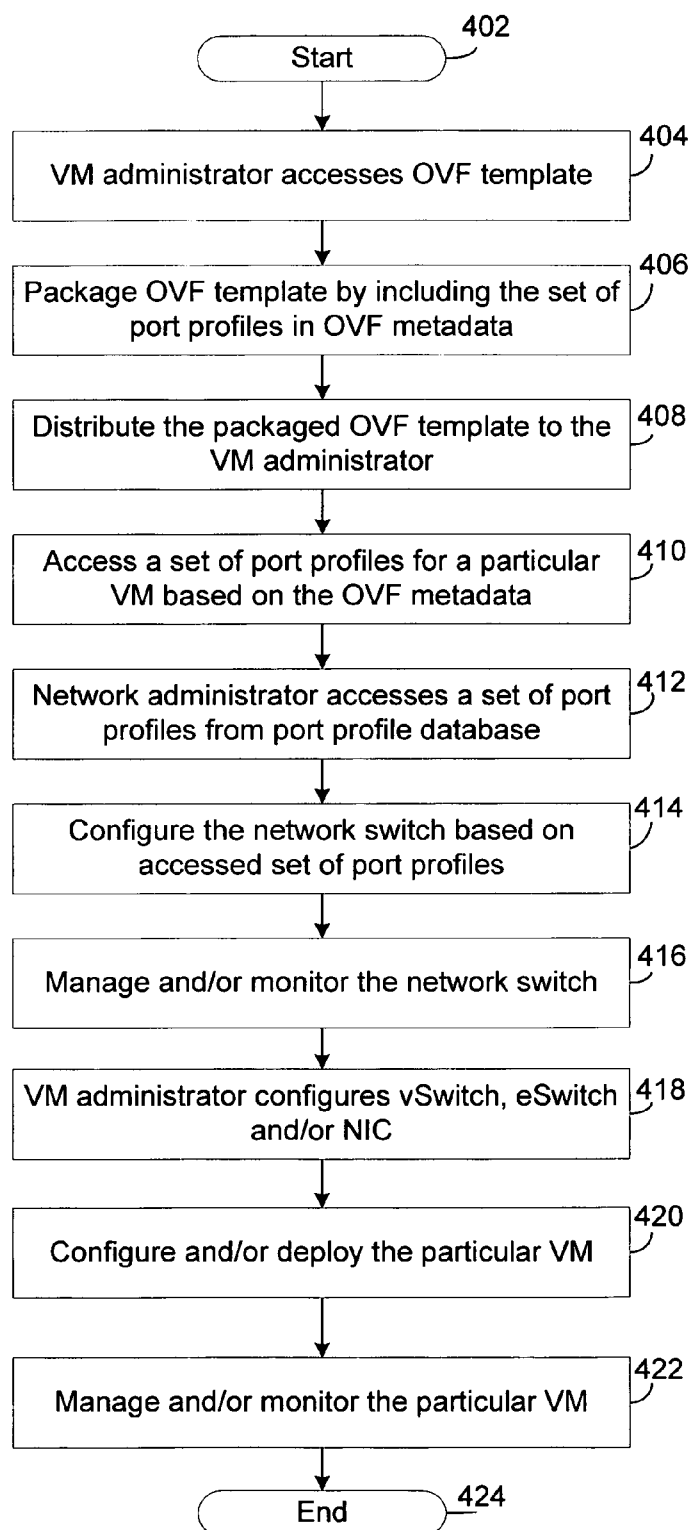 402
Start
404
VM administrator accesses OVF template
406
Package OVF template by including the set of
port profiles in OVF metadata
408
Distribute the packaged OVF template to the
VM administrator
410
Access a set of port profiles for a particular
VM based on the OVF metadata
412
Network administrator accesses a set of port
profiles from port profile database
414
Configure the network switch based on
accessed set of port profiles
416
Manage and/or monitor the network switch
418
VM administrator configures vSwitch, eSwitch
and/or NIC
420
Configure and/or deploy the particular VM
422
Manage and/or monitor the particular VM
424
End